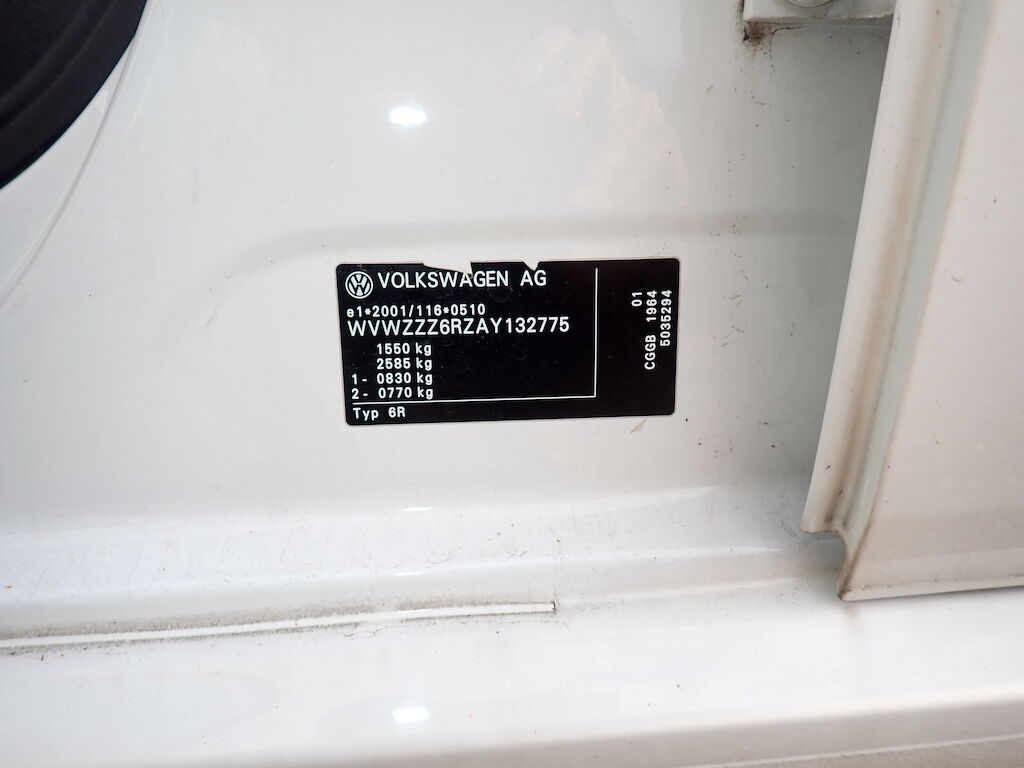 VOLKSWAGEN AG
e1*2001/116*0510
WVWZZZ6RZAY132775
1550 kg
2585 kg
1- 0830 kg
2- 0770 kg
Typ 6R
01
CGGB 1964
5035294